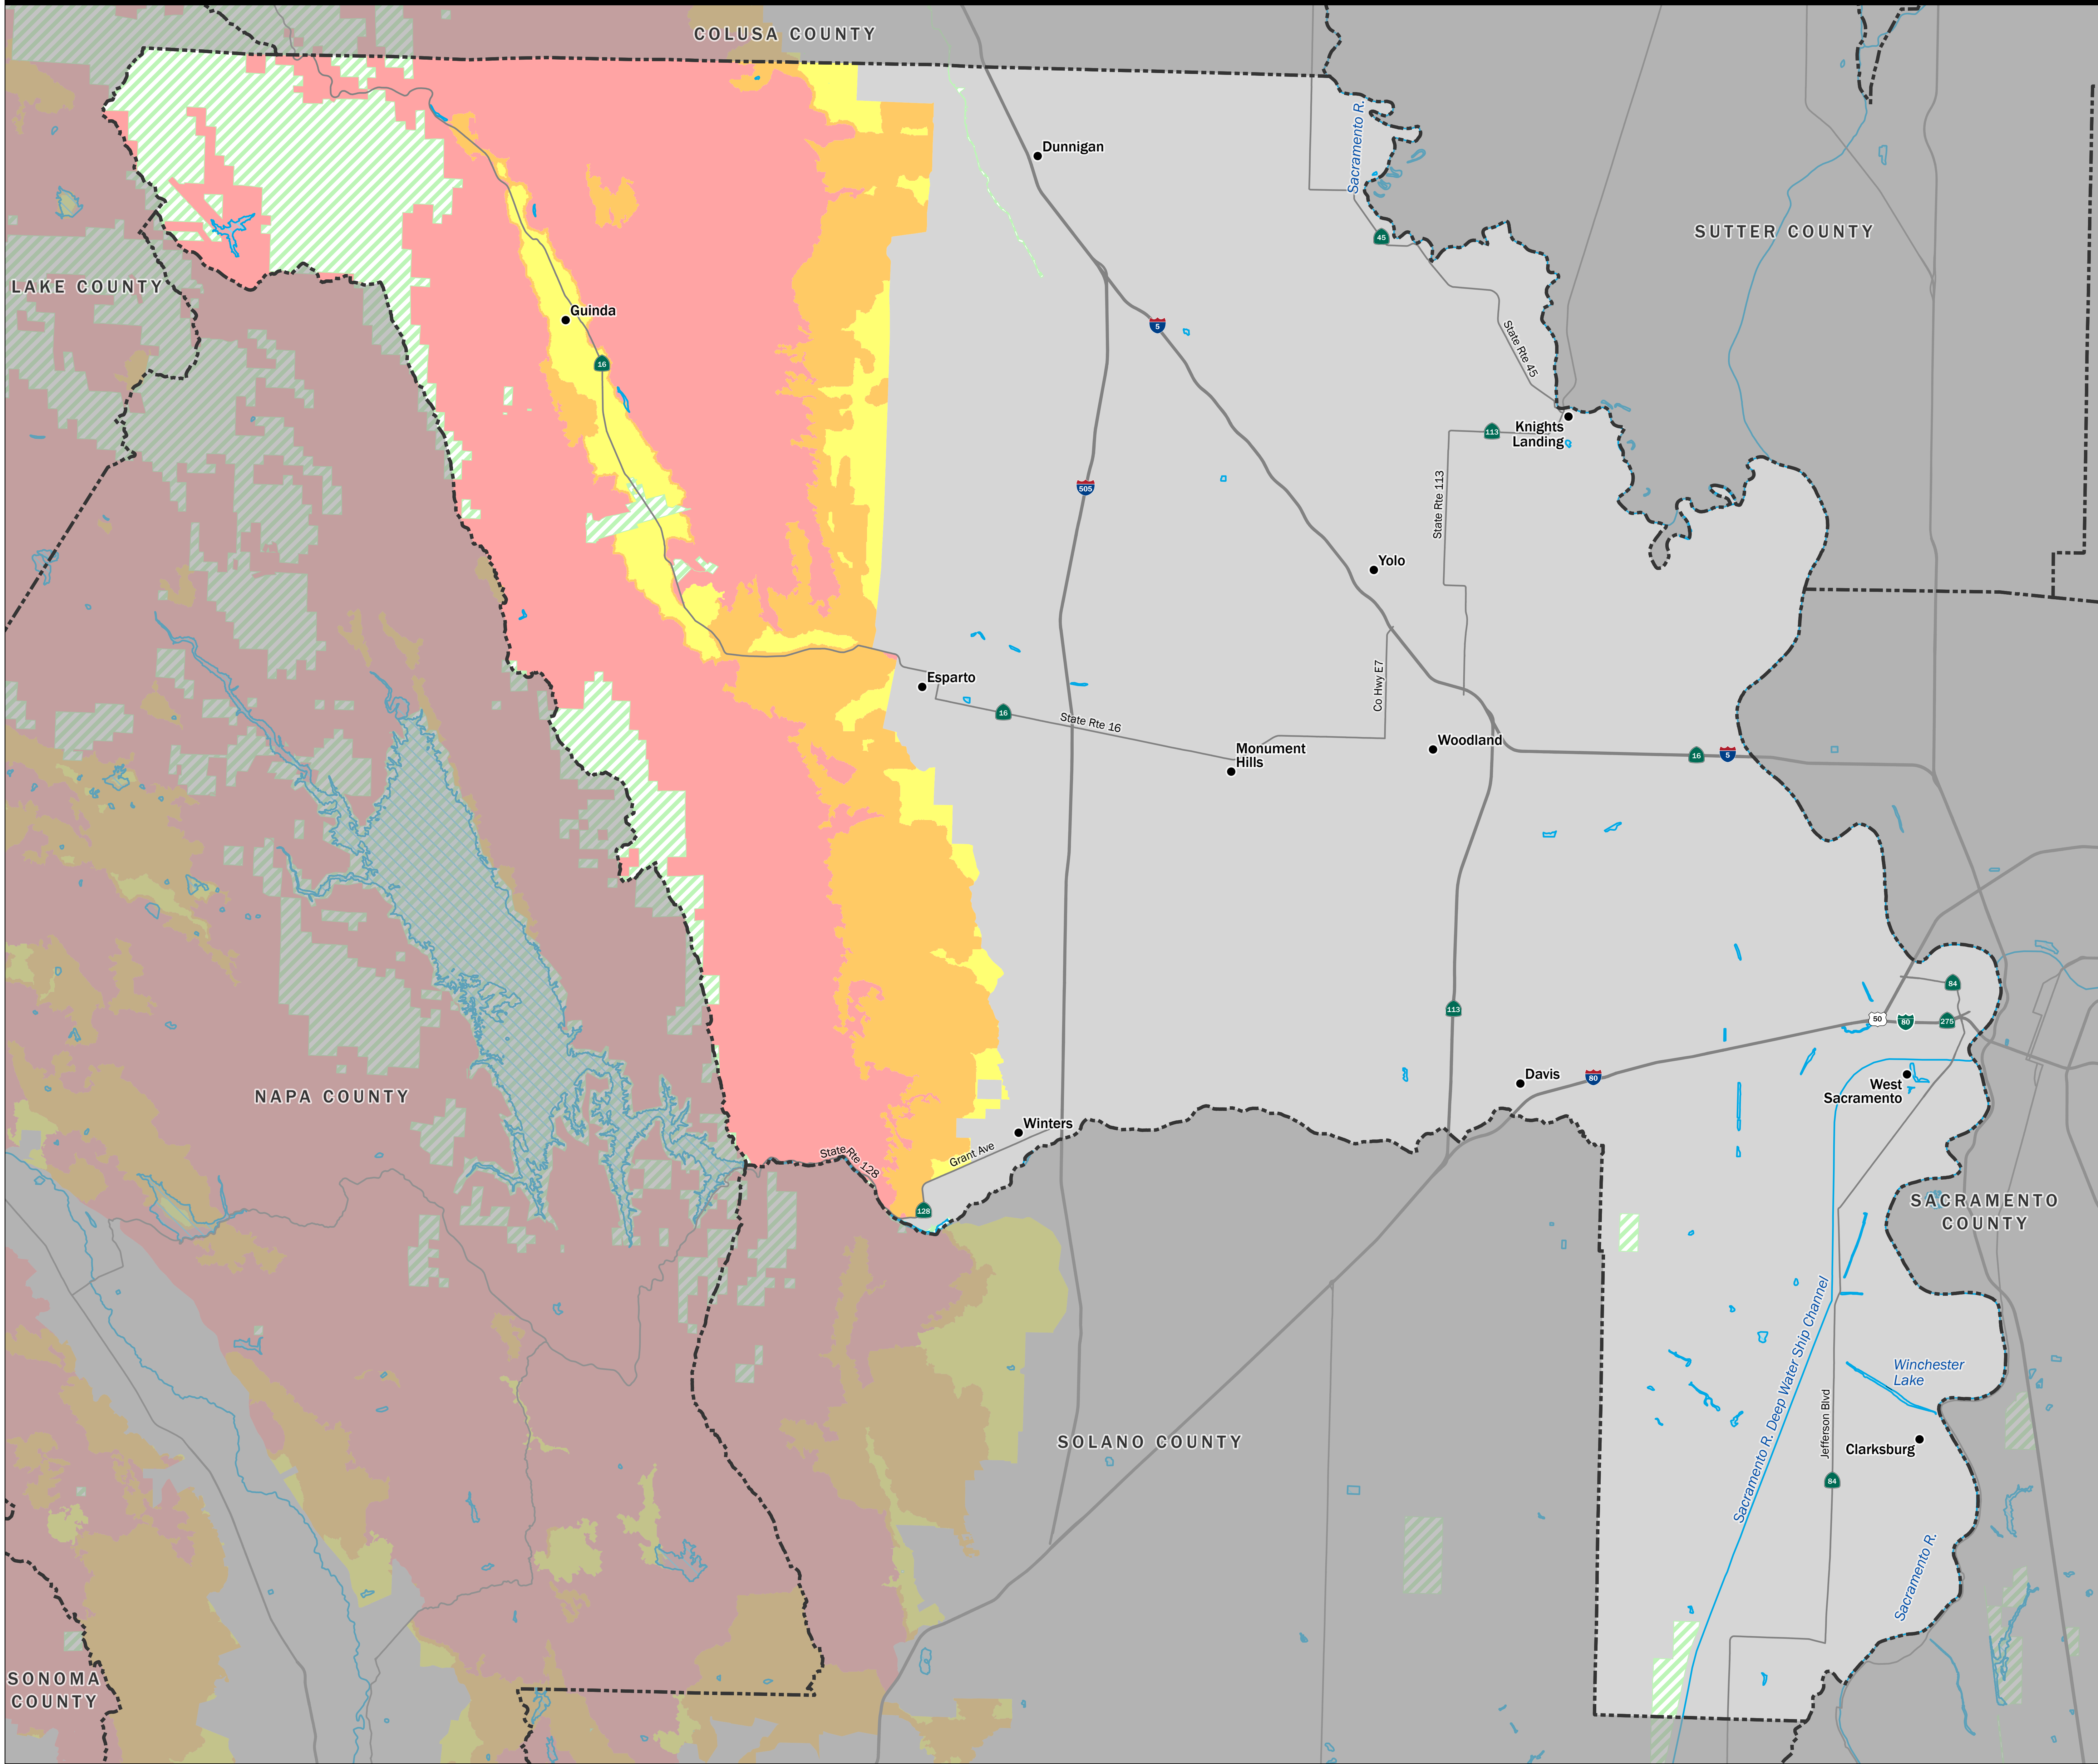 COLUSA COUNTY
Dunnigan
Sacramento R.
SUTTER COUNTY
45
LAKE COUNTY
Guinda
5
16
State Rte 45
Knights
Landing
113
State Rte 113
505
Yolo
Co Hwy E7
Esparto
16
State Rte 16
Monument
Hills
Woodland
16
5
84
113
50
80
275
Davis
80
West
Sacramento
NAPA COUNTY
Winters
Grant Ave
State Rte 128
128
SACRAMENTO
COUNTY
Sacramento R. Deep Water Ship Channel
Winchester
Lake
Jefferson Blvd
SOLANO COUNTY
Clarksburg
84
Sacramento R.
SONOMA
COUNTY